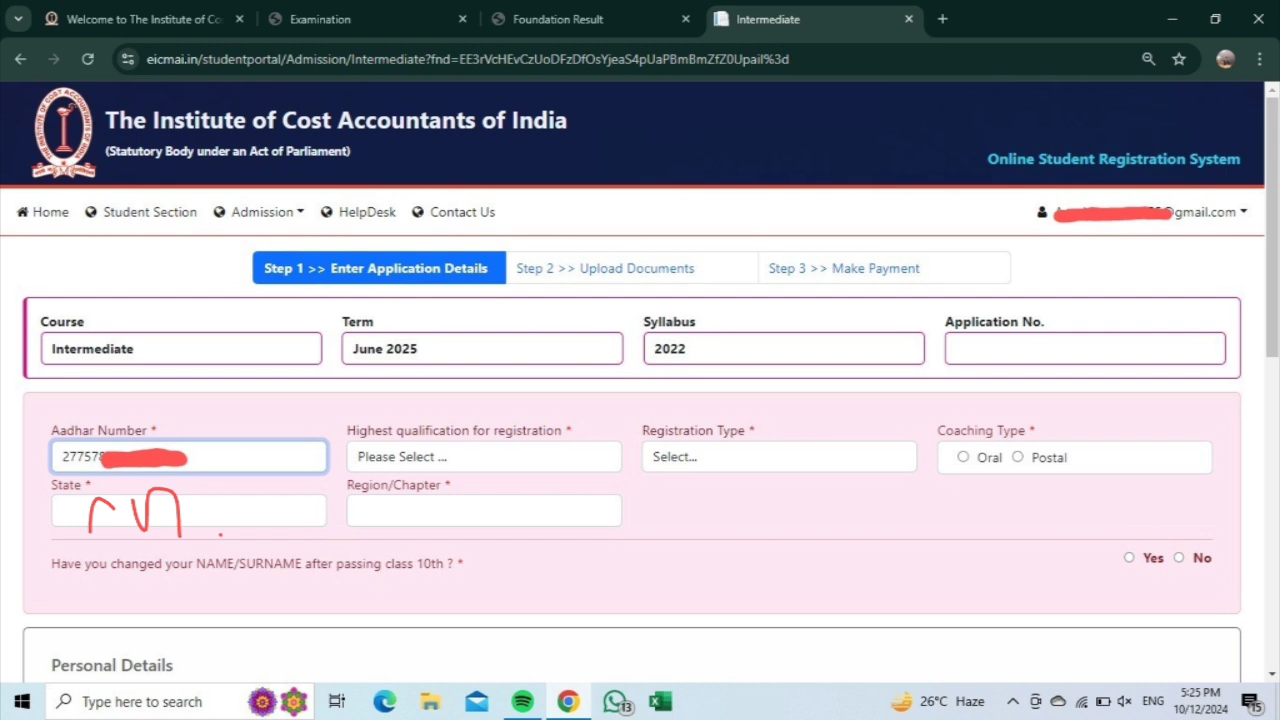 Welcome to The Institute of Co
Examination
Foundation Result
Intermediate
eicmai.in/studentportal/Admission/Intermediate?fnd=EE3rVcHEvCzUoDFzDfOsYjeaS4pUaPBmBmZfZ0Upail%3d
The Institute of Cost Accountants of India
(Statutory Body under an Act of Parliament)
Online Student Registration System
Home Student Section Admission HelpDesk Contact Us
@gmail.com
Step 1 >> Enter Application Details Step 2 >> Upload Documents Step 3 >> Make Payment
Course Term Syllabus Application No.
Intermediate June 2025 2022
Aadhar Number * Highest qualification for registration * Registration Type * Coaching Type *
27757 Please Select ... Select... Oral Postal
State * Region/Chapter *
Have you changed your NAME/SURNAME after passing class 10th ? * Yes No
Personal Details
Type here to search
13
26°C Haze
ENG
5:25 PM
10/12/2024
15